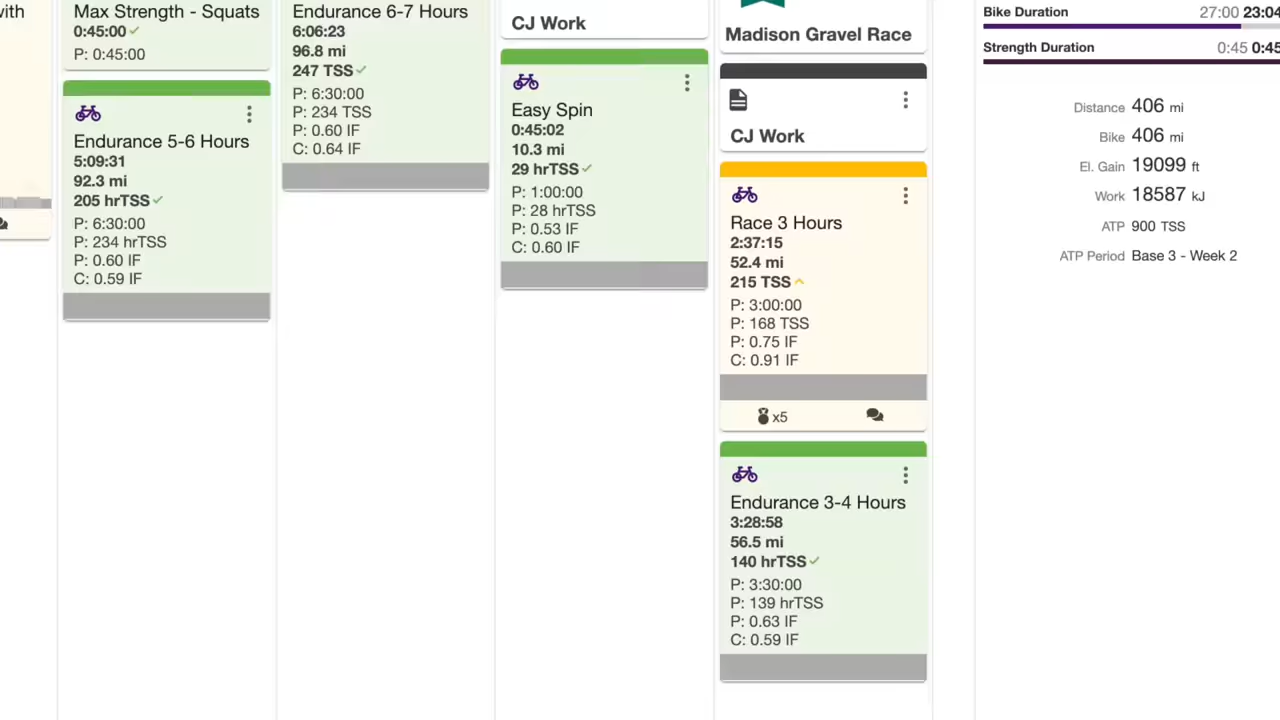 with
Max Strength - Squats
0:45:00
P: 0:45:00
Endurance 5-6 Hours
5:09:31
92.3 mi
205 hrTSS
P: 6:30:00
P: 234 hrTSS
P: 0.60 IF
C: 0.59 IF
Endurance 6-7 Hours
6:06:23
96.8 mi
247 TSS
P: 6:30:00
P: 234 TSS
P: 0.60 IF
C: 0.64 IF
CJ Work
Easy Spin
0:45:02
10.3 mi
29 hrTSS
P: 1:00:00
P: 28 hrTSS
P: 0.53 IF
C: 0.60 IF
Madison Gravel Race
CJ Work
Race 3 Hours
2:37:15
52.4 mi
215 TSS
P: 3:00:00
P: 168 TSS
P: 0.75 IF
C: 0.91 IF
x5
Endurance 3-4 Hours
3:28:58
56.5 mi
140 hrTSS
P: 3:30:00
P: 139 hrTSS
P: 0.63 IF
C: 0.59 IF
Bike Duration 27:00 23:04
Strength Duration 0:45 0:45
Distance 406 mi
Bike 406 mi
El. Gain 19099 ft
Work 18587 kJ
ATP 900 TSS
ATP Period Base 3 - Week 2